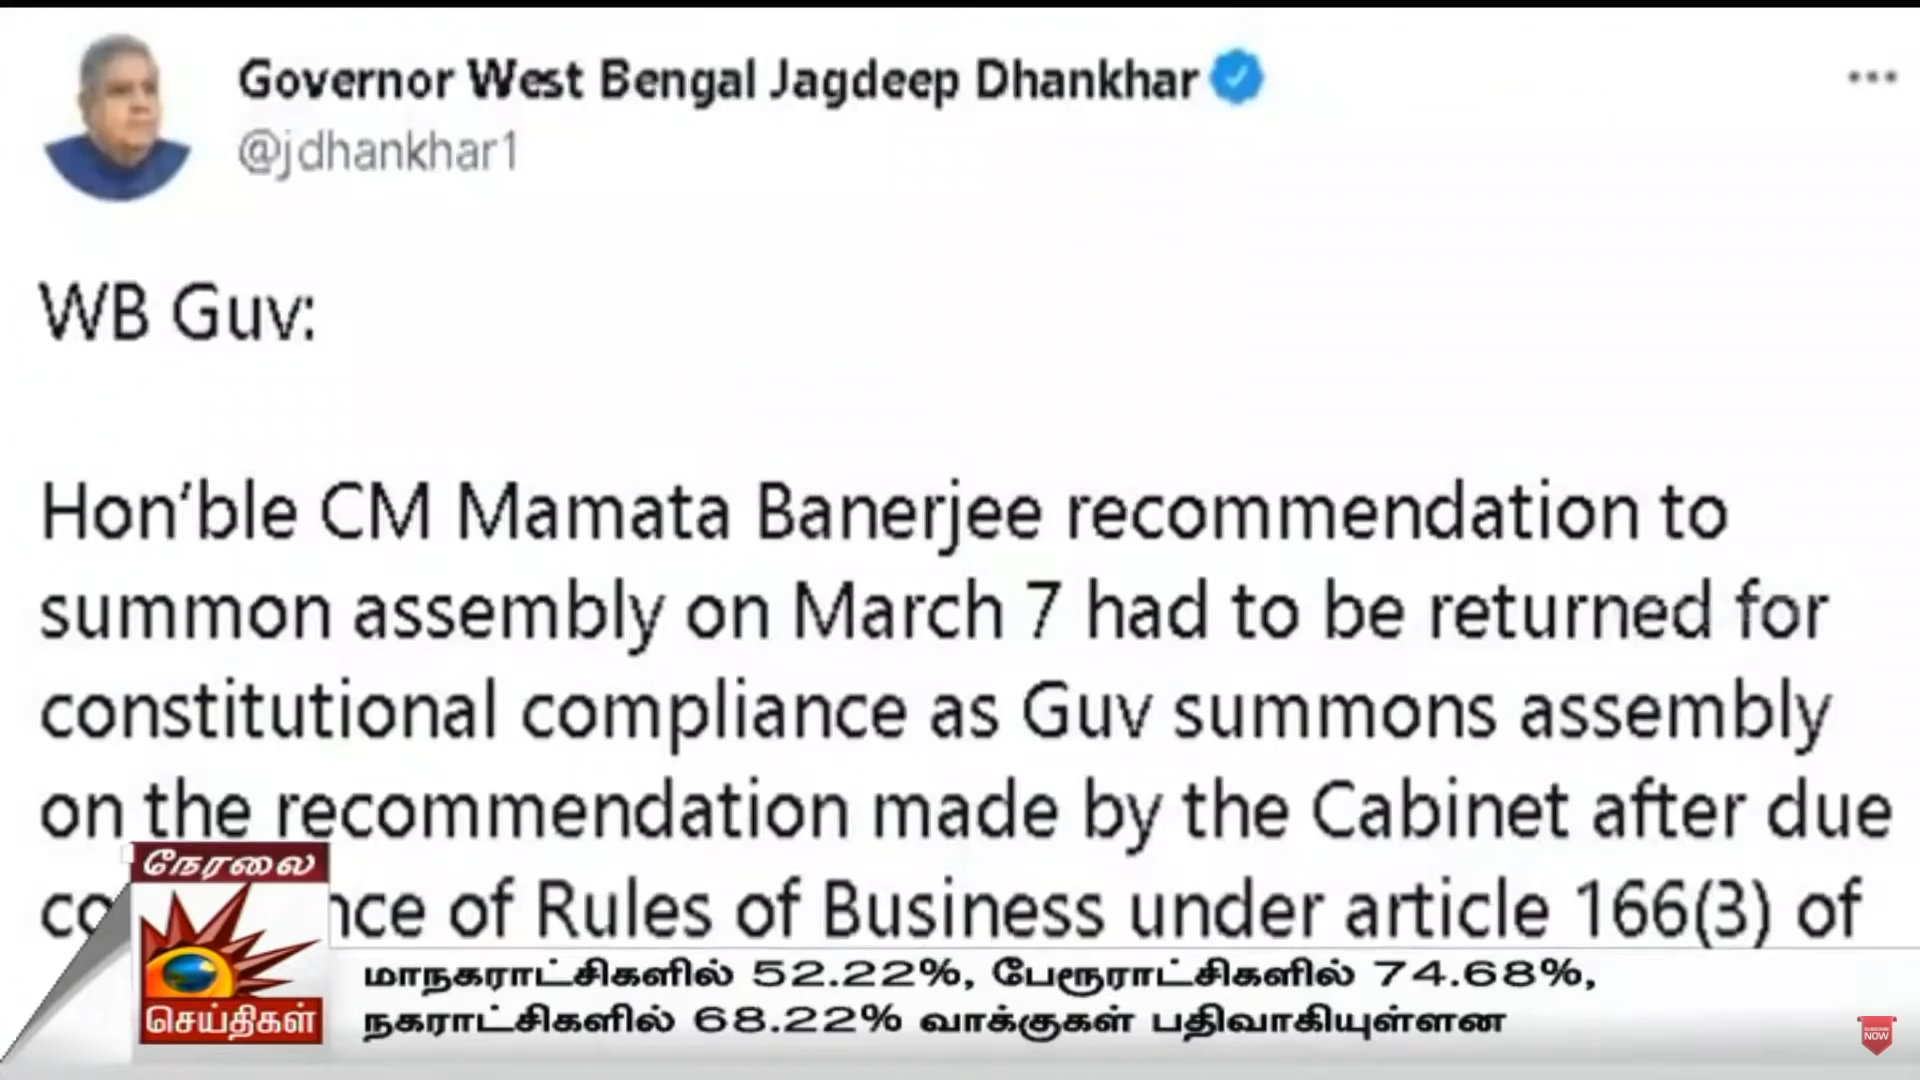 Governor West Bengal Jagdeep Dhankhar
@jdhankhar1
WB Guv:
Hon'ble CM Mamata Banerjee recommendation to
summon assembly on March 7 had to be returned for
constitutional compliance as Guv summons assembly
on the recommendation made by the Cabinet after due
of Rules of Business under article 166(3) of
நேரலை
செய்திகள்
மாநகராட்சிகளில் 52.22%, பேரூராட்சிகளில் 74.68%,
நகராட்சிகளில் 68.22% வாக்குகள் பதிவாகியுள்ளன
SUBSCRIBE
NOW